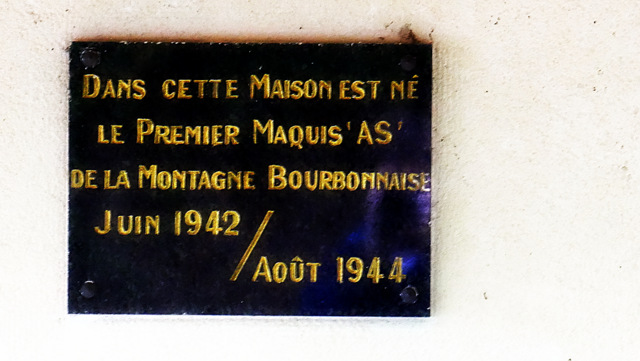 Dans cette Maison est né
le Premier Maquis 'AS'
de la Montagne Bourbonnaise
Juin 1942 /
Août 1944